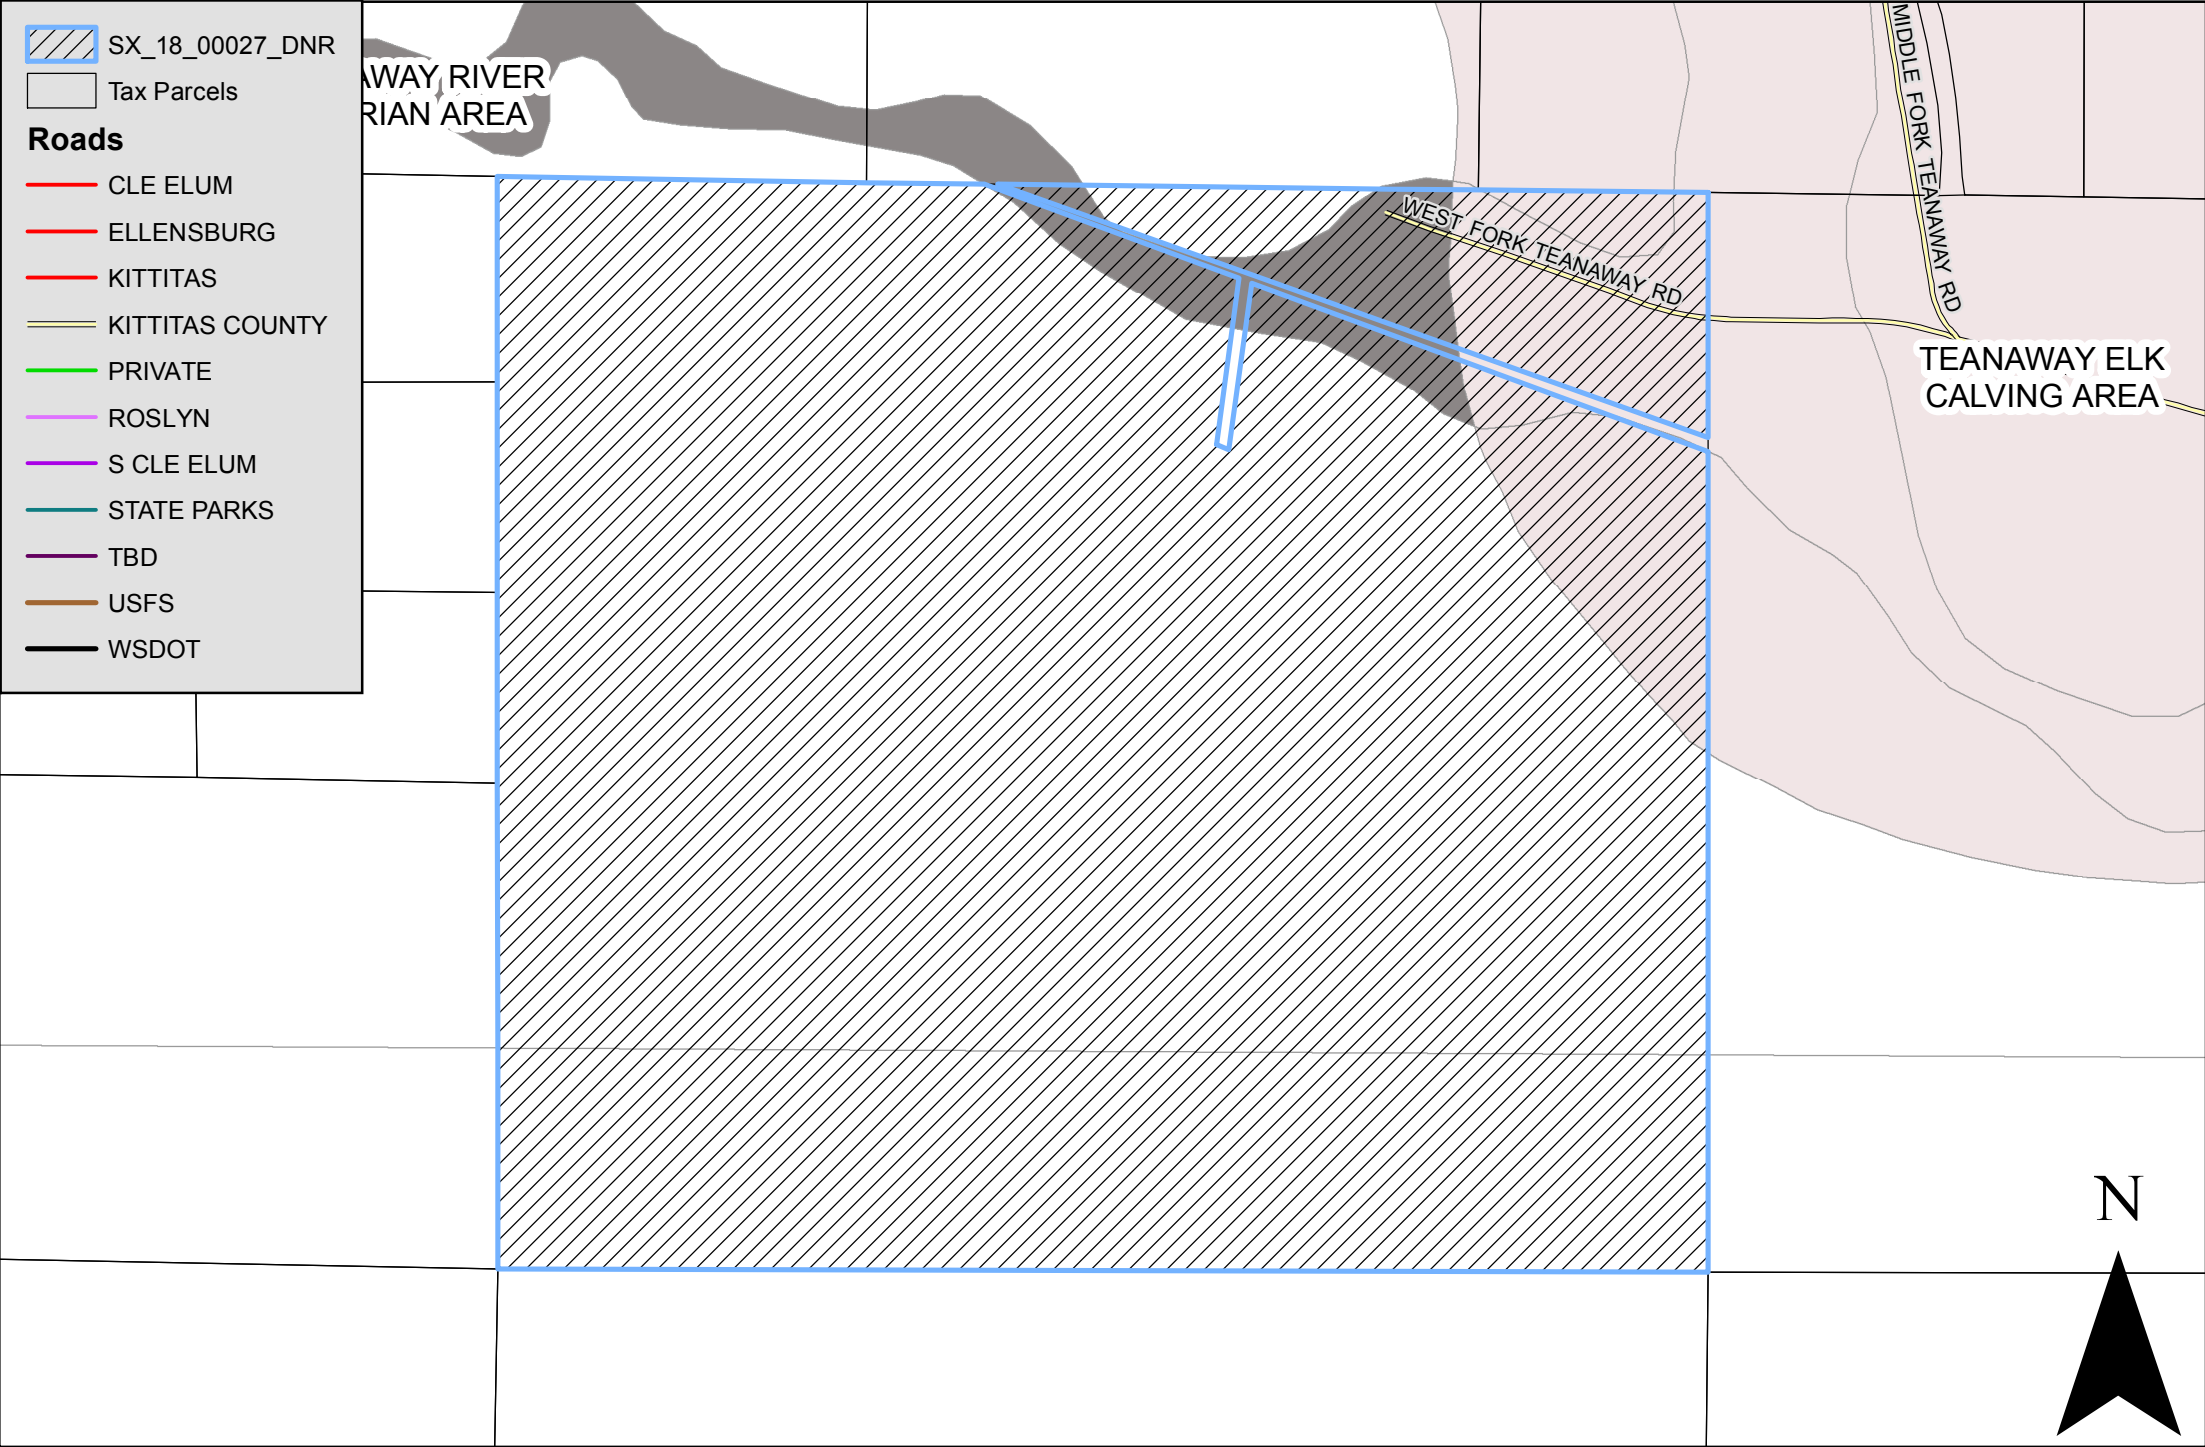 SX_18_00027_DNR
Tax Parcels
Roads
CLE ELUM
ELLENSBURG
KITTITAS
KITTITAS COUNTY
PRIVATE
ROSLYN
S CLE ELUM
STATE PARKS
TBD
USFS
WSDOT
AWAY RIVER
RIAN AREA
WEST FORK TEANAWAY RD
MIDDLE FORK TEANAWAY RD
TEANAWAY ELK
CALVING AREA
N